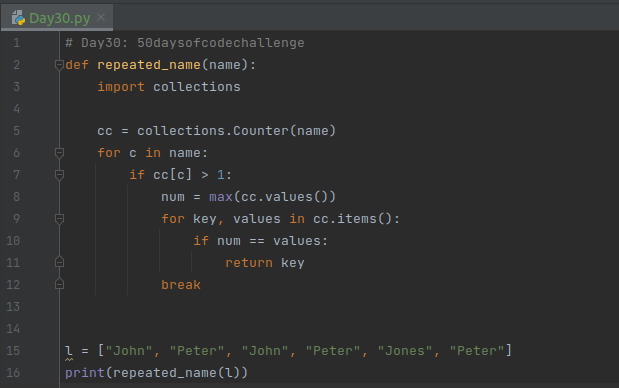 Day30.py
1 # Day30: 50daysofcodechallenge
2 def repeated_name(name):
3     import collections
4
5     cc = collections.Counter(name)
6     for c in name:
7         if cc[c] > 1:
8             num = max(cc.values())
9             for key, values in cc.items():
10                 if num == values:
11                     return key
12             break
13
14
15 l = ["John", "Peter", "John", "Peter", "Jones", "Peter"]
16 print(repeated_name(l))